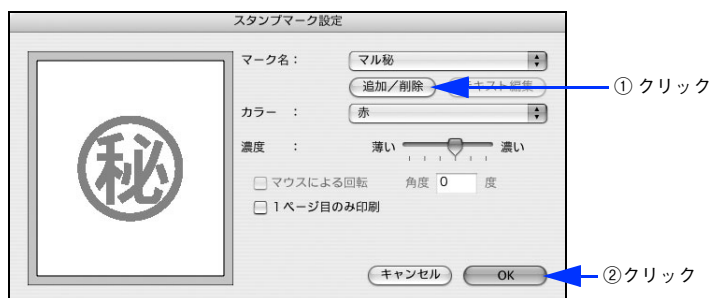 スタンプマーク設定
マーク名： マル秘
追加／削除 テキスト編集 ① クリック
カラー ： 赤
濃度 ： 薄い 濃い
マウスによる回転 角度 0 度
1 ページ目のみ印刷
秘
キャンセル OK ②クリック